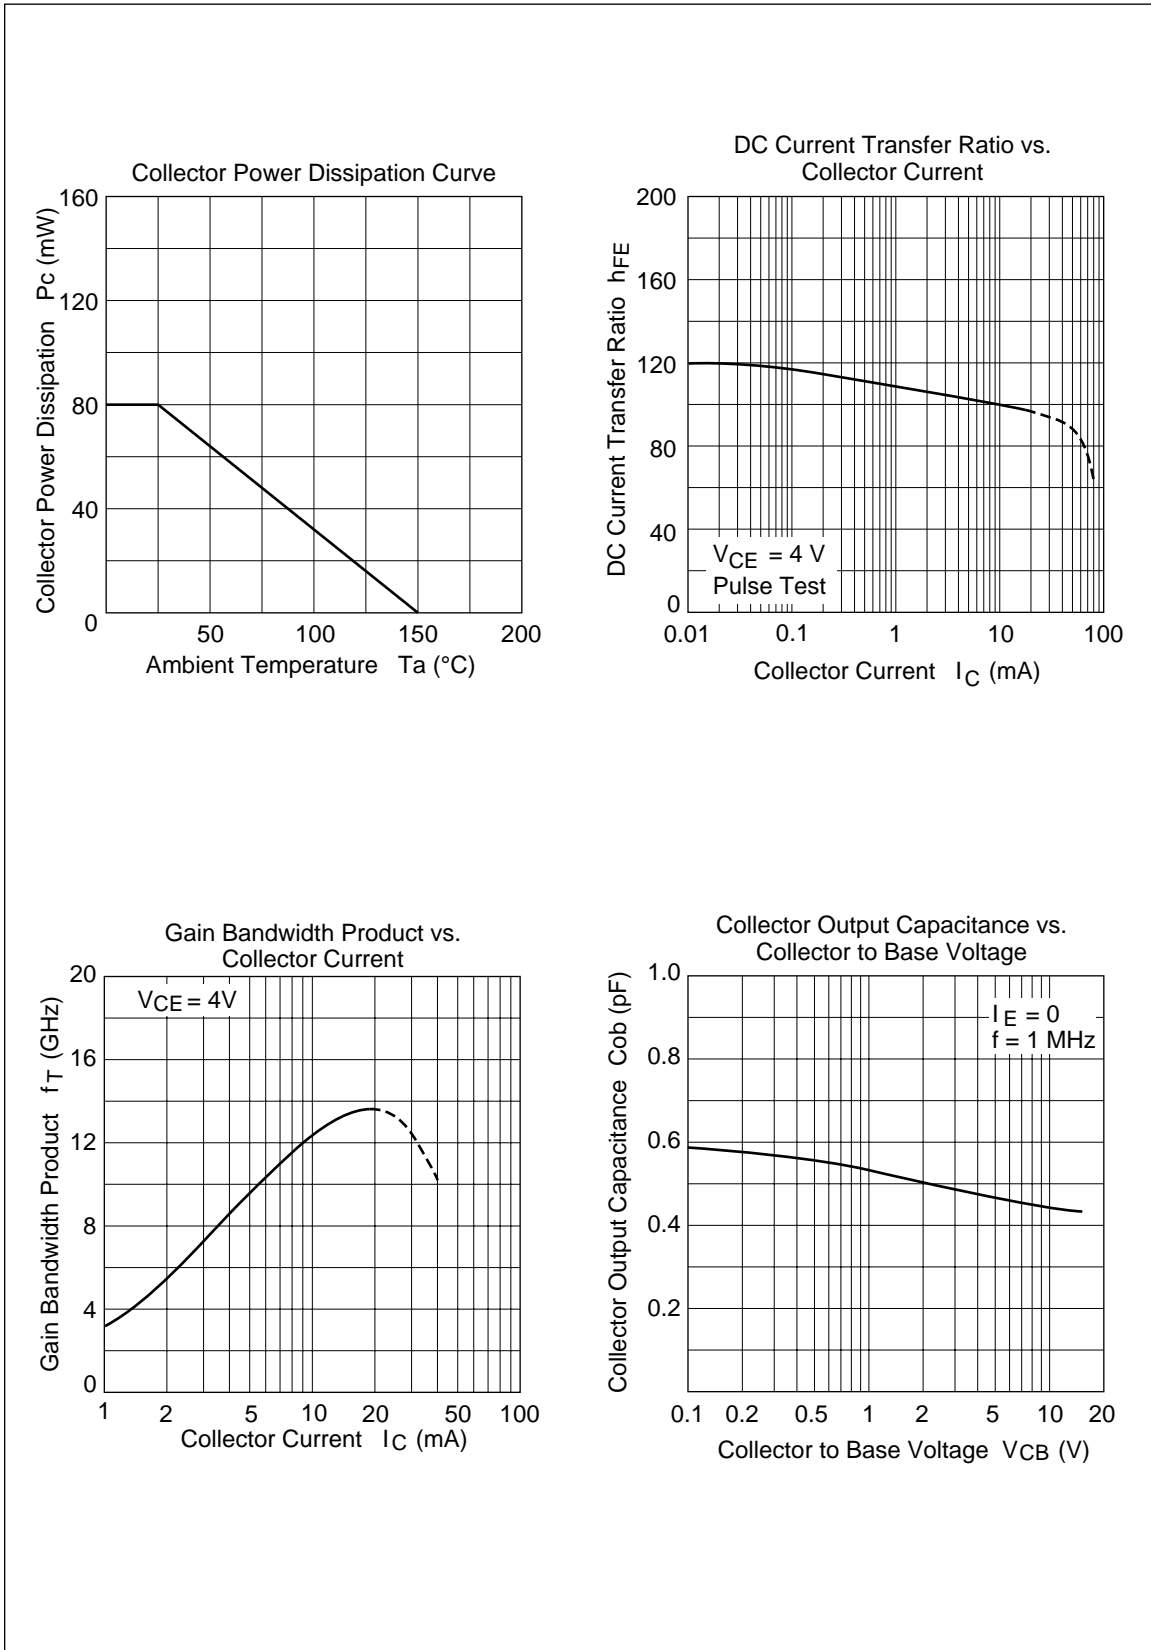 Collector Power Dissipation Curve
160
120
80
40
0
50 100 150 200
Collector Power Dissipation Pc (mW)
Ambient Temperature Ta (°C)
DC Current Transfer Ratio vs.
Collector Current
200
160
120
80
40
0
0.01 0.1 1 10 100
DC Current Transfer Ratio hFE
VCE = 4 V
Pulse Test
Collector Current IC (mA)
Gain Bandwidth Product vs.
Collector Current
20
16
12
8
4
0
1 2 5 10 20 50 100
Gain Bandwidth Product fT (GHz)
VCE = 4V
Collector Current IC (mA)
Collector Output Capacitance vs.
Collector to Base Voltage
1.0
0.8
0.6
0.4
0.2
0.1 0.2 0.5 1 2 5 10 20
Collector Output Capacitance Cob (pF)
IE = 0
f = 1 MHz
Collector to Base Voltage VCB (V)